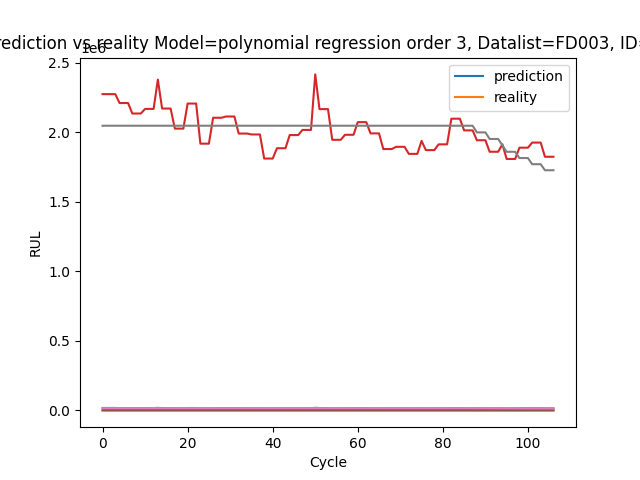 rediction vs reality Model=polynomial regression order 3, Datalist=FD003, ID=
1e6
2.5
2.0
1.5
1.0
0.5
0.0
RUL
0 20 40 60 80 100
Cycle
prediction
reality